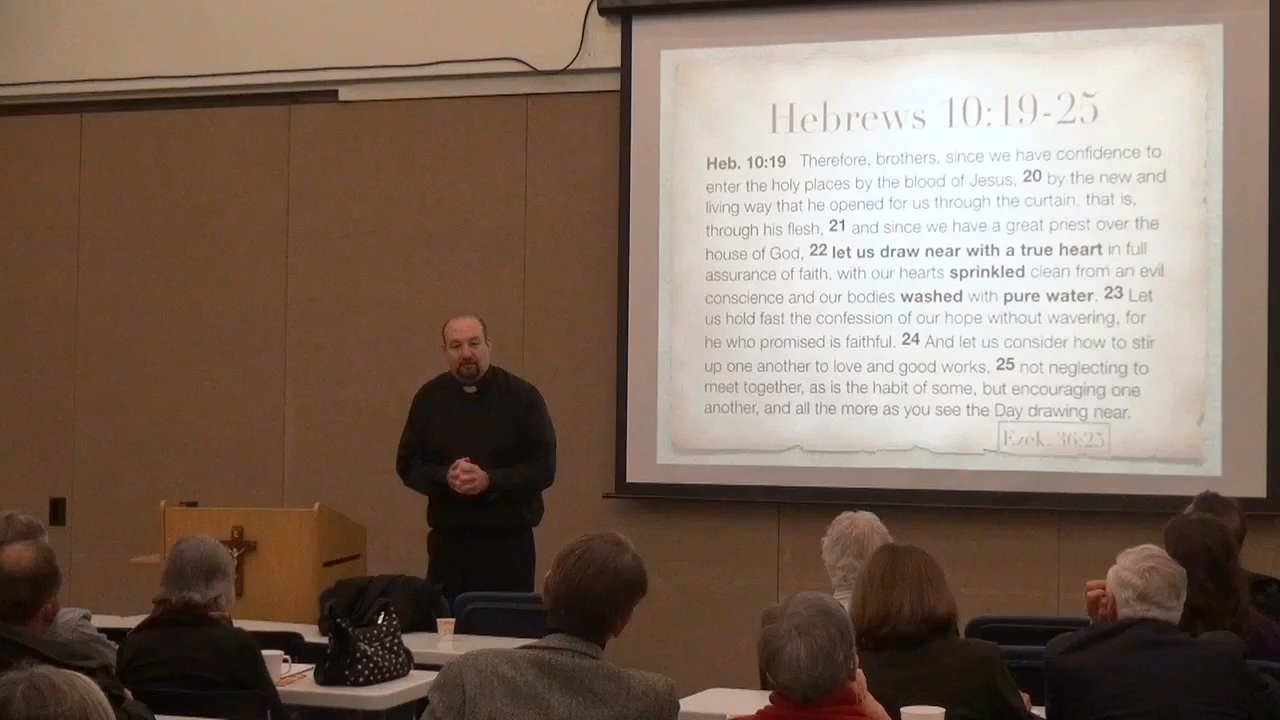 Hebrews 10:19-25
Heb. 10:19 Therefore, brothers, since we have confidence to
enter the holy places by the blood of Jesus, 20 by the new and
living way that he opened for us through the curtain, that is,
through his flesh, 21 and since we have a great priest over the
house of God, 22 let us draw near with a true heart in full
assurance of faith, with our hearts sprinkled clean from an evil
conscience and our bodies washed with pure water. 23 Let
us hold fast the confession of our hope without wavering, for
he who promised is faithful. 24 And let us consider how to stir
up one another to love and good works, 25 not neglecting to
meet together, as is the habit of some, but encouraging one
another, and all the more as you see the Day drawing near.
Ezek. 36:25